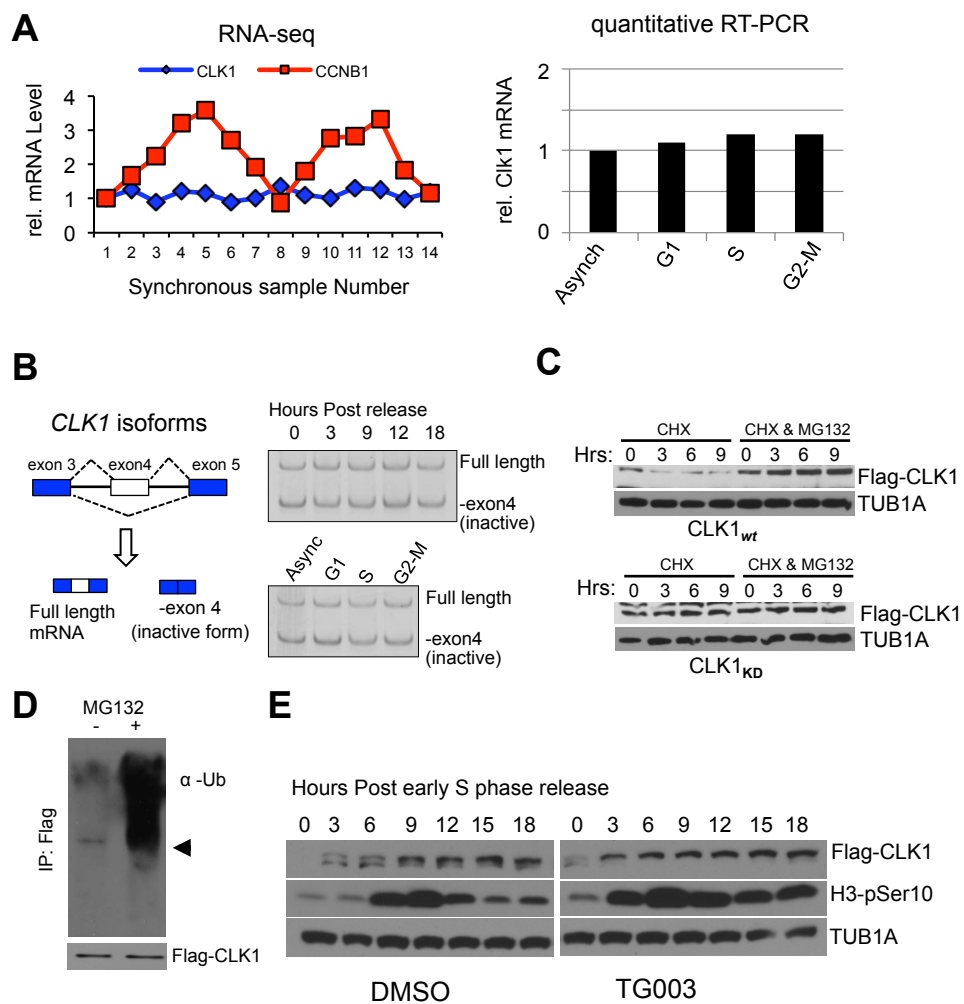 A
RNA-seq
CLK1 CCNB1
rel. mRNA Level
4
3
2
1
0
1 2 3 4 5 6 7 8 9 10 11 12 13 14
Synchronous sample Number
quantitative RT-PCR
rel. Clk1 mRNA
2
1
0
Asynch G1 S G2-M
B
CLK1 isoforms
exon 3 exon4 exon 5
Full length
mRNA
-exon 4
(inactive form)
Hours Post release
0 3 9 12 18
Full length
-exon4
(inactive)
Async G1 S G2-M
Full length
-exon4
(inactive)
C
CHX CHX & MG132
Hrs: 0 3 6 9 0 3 6 9
Flag-CLK1
TUB1A
CLK1wt
CHX CHX & MG132
Hrs: 0 3 6 9 0 3 6 9
Flag-CLK1
TUB1A
CLK1KD
D
MG132
- +
IP: Flag
α -Ub
Flag-CLK1
E
Hours Post early S phase release
0 3 6 9 12 15 18 0 3 6 9 12 15 18
Flag-CLK1
H3-pSer10
TUB1A
DMSO TG003